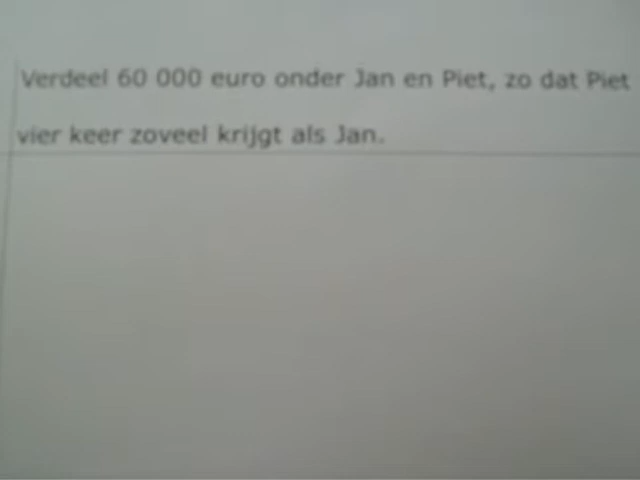 Verdeel 60 000 euro onder Jan en Piet, zo dat Piet
vier keer zoveel krijgt als Jan.